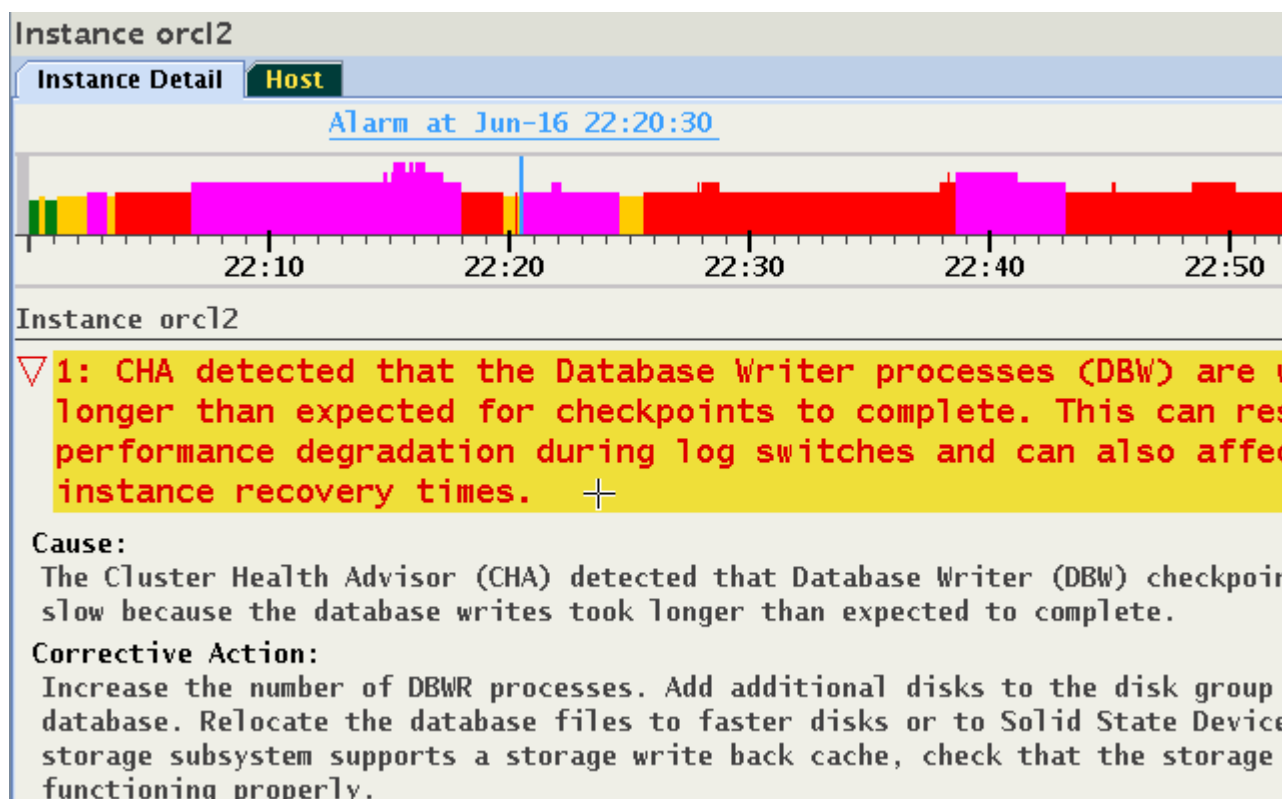 Instance orcl2
Instance Detail Host
Alarm at Jun-16 22:20:30
22:10 22:20 22:30 22:40 22:50
Instance orcl2
1: CHA detected that the Database Writer processes (DBW) are
longer than expected for checkpoints to complete. This can
performance degradation during log switches and can also
instance recovery times.
Cause:
The Cluster Health Advisor (CHA) detected that Database Writer (DBW)
slow because the database writes took longer than expected to complete.
Corrective Action:
Increase the number of DBWR processes. Add additional disks to the disk group
database. Relocate the database files to faster disks or to Solid State
storage subsystem supports a storage write back cache, check that the storage
functioning properly.